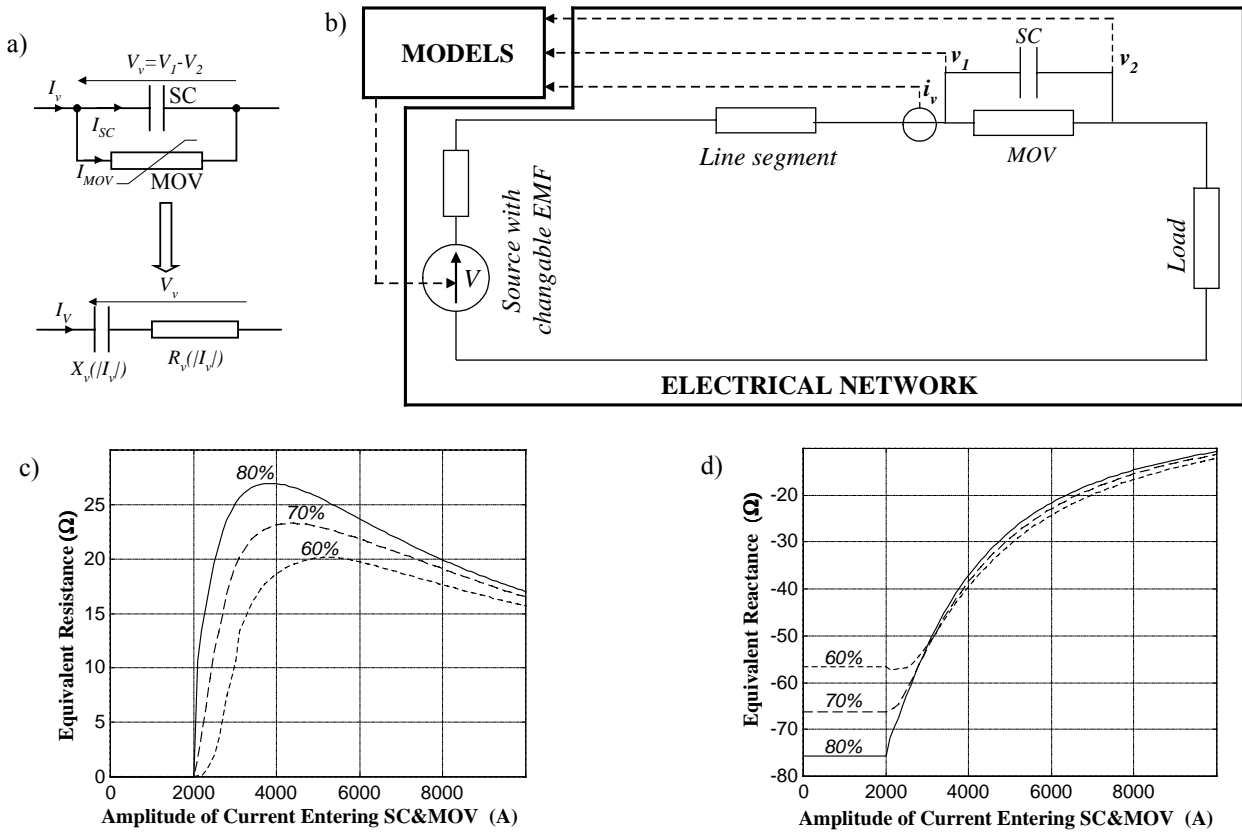 a)
V_v=V_1-V_2
I_v
SC
I_SC
I_MOV
MOV
V_v
I_V
X_v(|I_v|)
R_v(|I_v|)
b)
MODELS
SC
v_1
v_2
i_v
Line segment
MOV
Source with
changable EMF
V
Load
ELECTRICAL NETWORK
c)
Equivalent Resistance (Ω)
25
20
15
10
5
0
80%
70%
60%
0 2000 4000 6000 8000
Amplitude of Current Entering SC&MOV (A)
d)
Equivalent Reactance (Ω)
-20
-30
-40
-50
-60
-70
-80
60%
70%
80%
0 2000 4000 6000 8000
Amplitude of Current Entering SC&MOV (A)